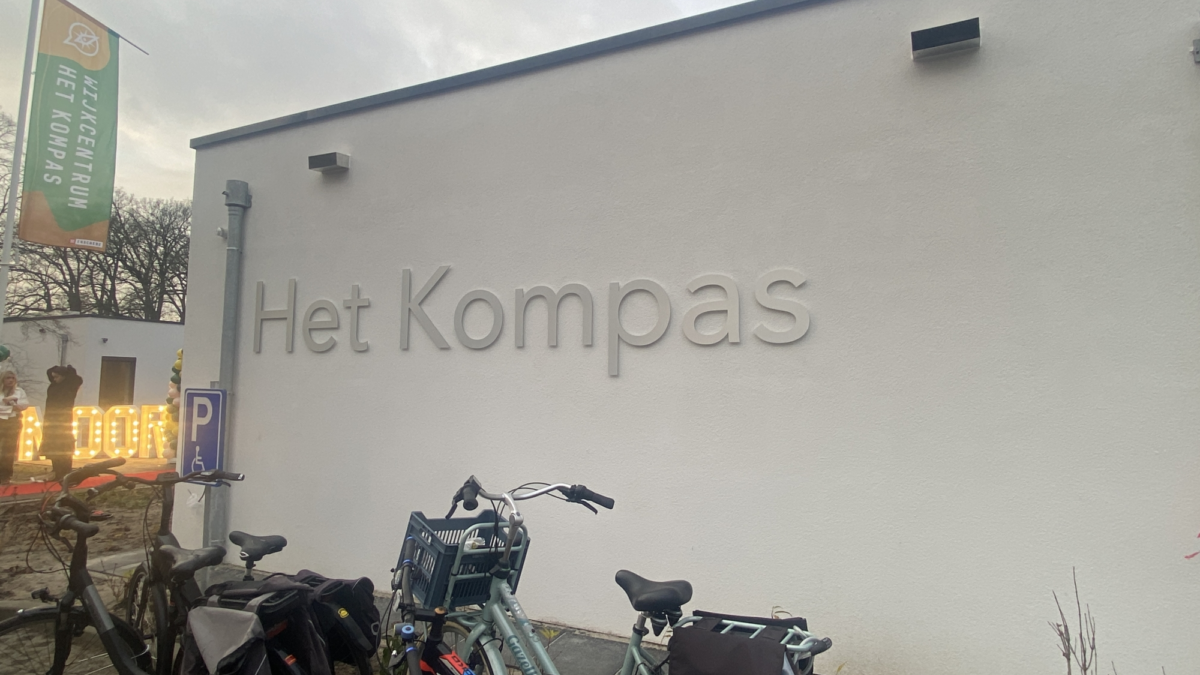 WIJKCENTRUM
HET KOMPAS
Het Kompas
P